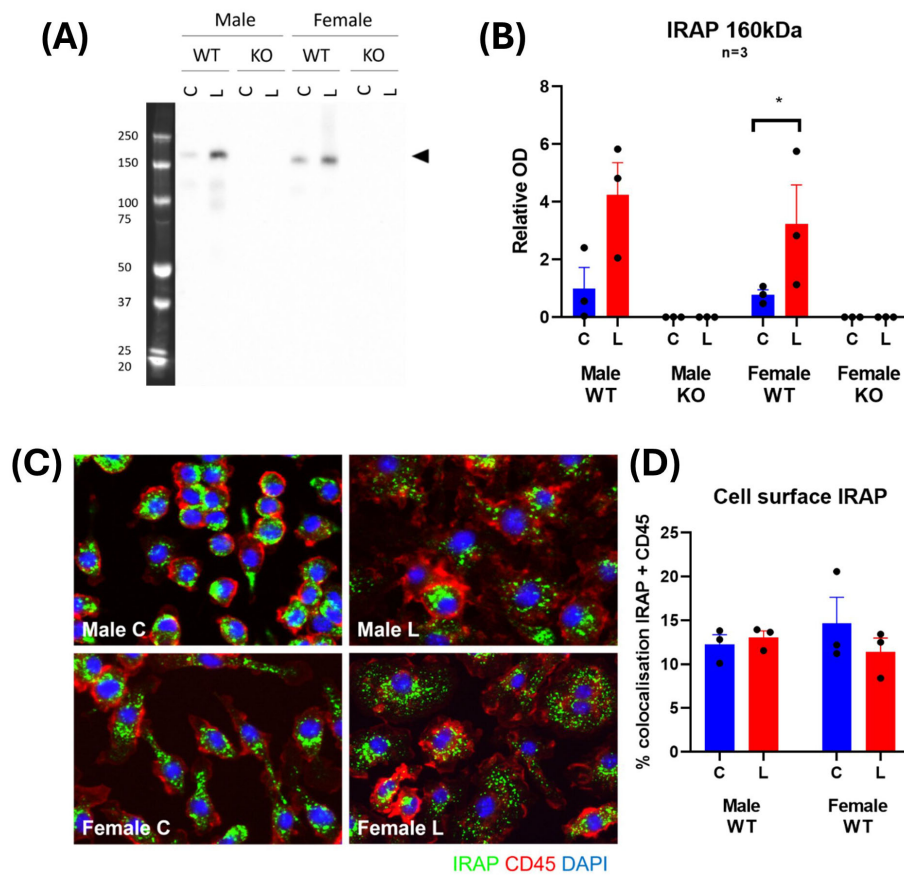 (A)
Male Female
WT KO WT KO
C L C L C L C L
250
150
100
75
50
37
25
20
(B)
IRAP 160kDa
n=3
*
Relative OD
8
6
4
2
0
C L C L C L C L
Male WT
Male KO
Female WT
Female KO
(C)
Male C
Male L
Female C
Female L
IRAP CD45 DAPI
(D)
Cell surface IRAP
% colocalisation IRAP + CD45
25
20
15
10
5
0
C L C L
Male WT
Female WT